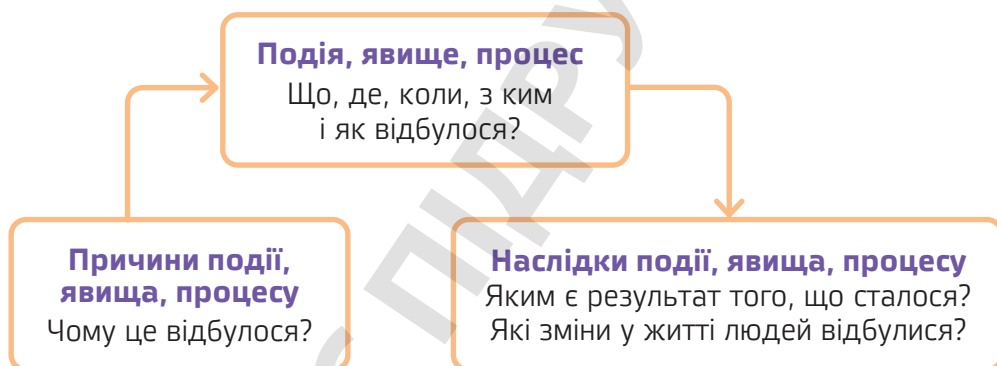 Подія, явище, процес
Що, де, коли, з ким
і як відбулося?
Причини події,
явища, процесу
Чому це відбулося?
Наслідки події, явища, процесу
Яким є результат того, що сталося?
Які зміни у житті людей відбулися?